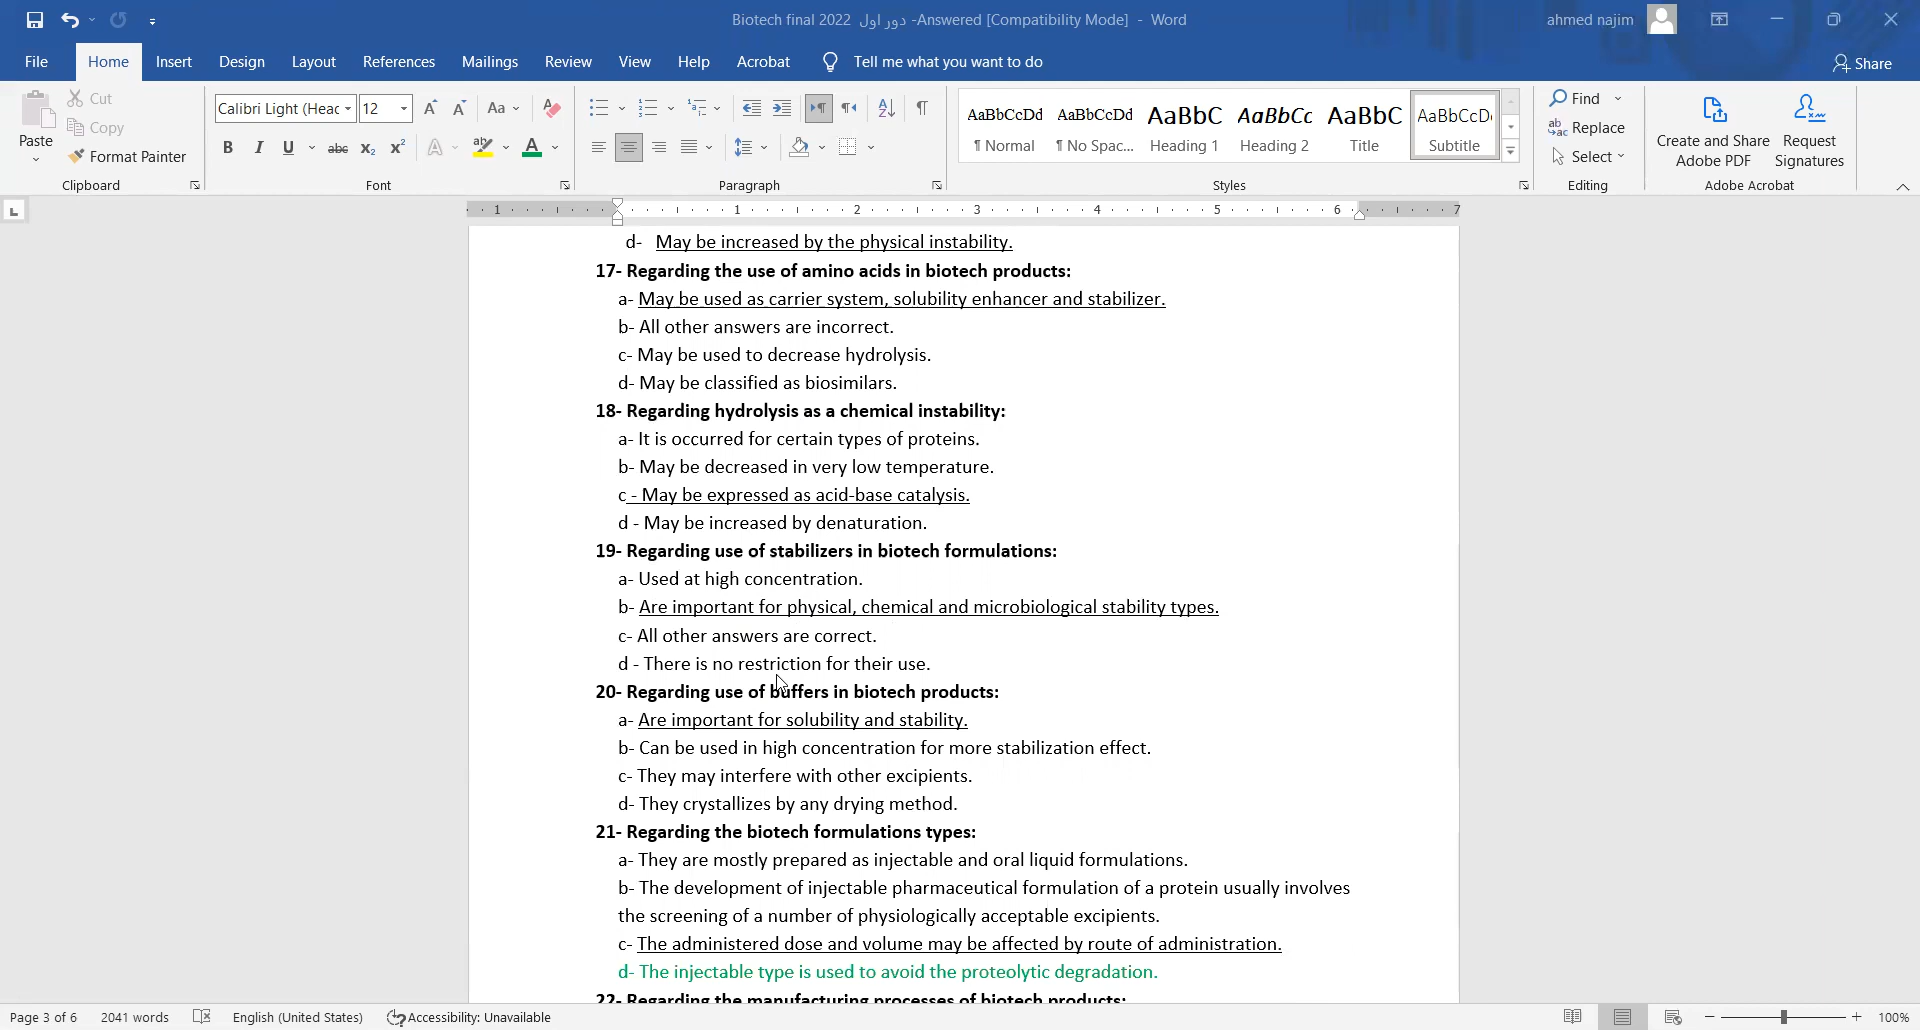 Biotech final 2022 دور اول -Answered [Compatibility Mode] - Word
ahmed najim
File Home Insert Design Layout References Mailings Review View Help Acrobat Tell me what you want to do
Share
Paste
Cut
Copy
Format Painter
Clipboard
Calibri Light (Heac 12
Font
Paragraph
AaBbCcDd AaBbCcDd AaBbC AaBbCc AaBbC AaBbCcD
¶ Normal ¶ No Spac... Heading 1 Heading 2 Title Subtitle
Styles
Find
Replace
Select
Editing
Create and Share Adobe PDF
Request Signatures
Adobe Acrobat
1 1 2 3 4 5 6 7
d- May be increased by the physical instability.
17- Regarding the use of amino acids in biotech products:
a- May be used as carrier system, solubility enhancer and stabilizer.
b- All other answers are incorrect.
c- May be used to decrease hydrolysis.
d- May be classified as biosimilars.
18- Regarding hydrolysis as a chemical instability:
a- It is occurred for certain types of proteins.
b- May be decreased in very low temperature.
c - May be expressed as acid-base catalysis.
d - May be increased by denaturation.
19- Regarding use of stabilizers in biotech formulations:
a- Used at high concentration.
b- Are important for physical, chemical and microbiological stability types.
c- All other answers are correct.
d - There is no restriction for their use.
20- Regarding use of buffers in biotech products:
a- Are important for solubility and stability.
b- Can be used in high concentration for more stabilization effect.
c- They may interfere with other excipients.
d- They crystallizes by any drying method.
21- Regarding the biotech formulations types:
a- They are mostly prepared as injectable and oral liquid formulations.
b- The development of injectable pharmaceutical formulation of a protein usually involves
the screening of a number of physiologically acceptable excipients.
c- The administered dose and volume may be affected by route of administration.
d- The injectable type is used to avoid the proteolytic degradation.
22- Regarding the manufacturing processes of biotech products:
Page 3 of 6 2041 words English (United States) Accessibility: Unavailable 100%